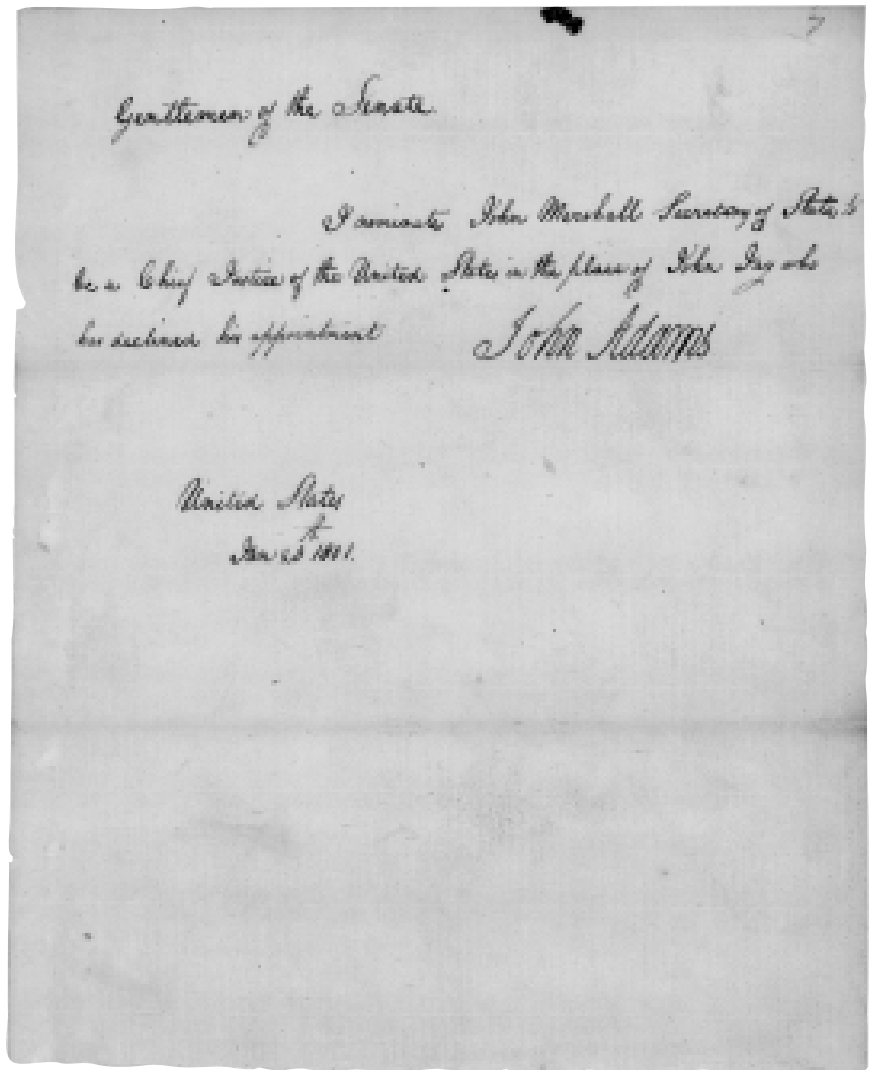 Gentlemen of the Senate.
I nominate John Marshall Secretary of State to
be a Chief Justice of the United States in the place of John Jay who
has declined his appointment
John Adams
United States
Jan 20th 1801.